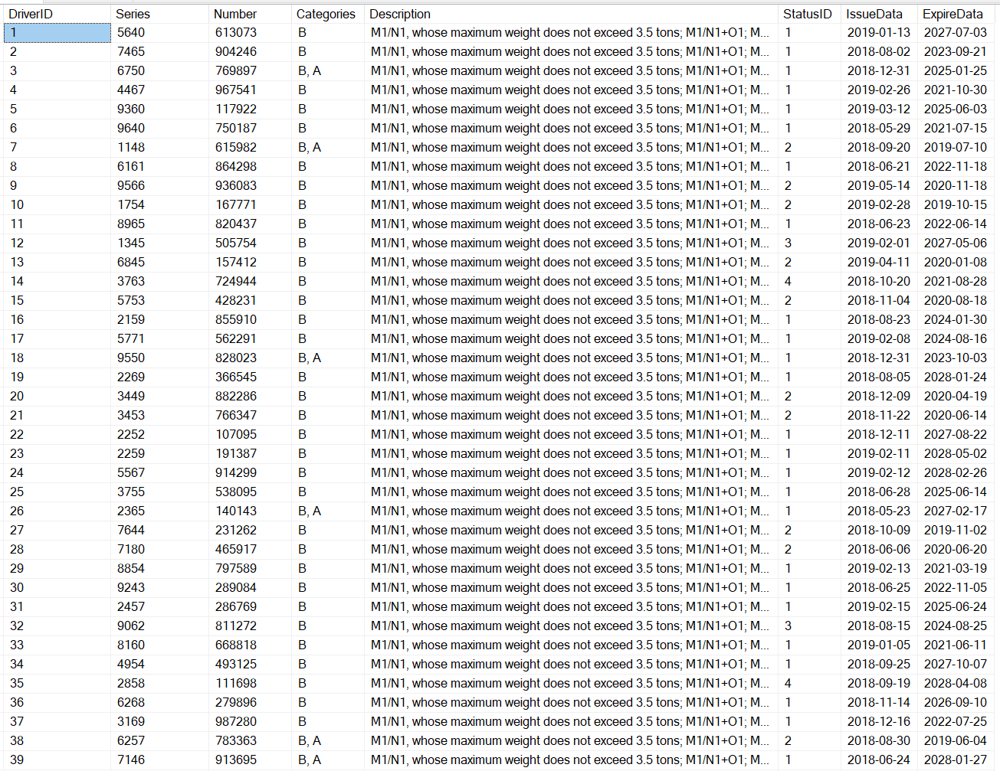 DriverID Series Number Categories Description StatusID IssueData ExpireData
1 5640 613073 B M1/N1, whose maximum weight does not exceed 3.5 tons; M1/N1+O1; M... 1 2019-01-13 2027-07-03
2 7465 904246 B M1/N1, whose maximum weight does not exceed 3.5 tons; M1/N1+O1; M... 1 2018-08-02 2023-09-21
3 6750 769897 B, A M1/N1, whose maximum weight does not exceed 3.5 tons; M1/N1+O1; M... 1 2018-12-31 2025-01-25
4 4467 967541 B M1/N1, whose maximum weight does not exceed 3.5 tons; M1/N1+O1; M... 1 2019-02-26 2021-10-30
5 9360 117922 B M1/N1, whose maximum weight does not exceed 3.5 tons; M1/N1+O1; M... 1 2019-03-12 2025-06-03
6 9640 750187 B M1/N1, whose maximum weight does not exceed 3.5 tons; M1/N1+O1; M... 1 2018-05-29 2021-07-15
7 1148 615982 B, A M1/N1, whose maximum weight does not exceed 3.5 tons; M1/N1+O1; M... 2 2018-09-20 2019-07-10
8 6161 864298 B M1/N1, whose maximum weight does not exceed 3.5 tons; M1/N1+O1; M... 1 2018-06-21 2022-11-18
9 9566 936083 B M1/N1, whose maximum weight does not exceed 3.5 tons; M1/N1+O1; M... 2 2019-05-14 2020-11-18
10 1754 167771 B M1/N1, whose maximum weight does not exceed 3.5 tons; M1/N1+O1; M... 2 2019-02-28 2019-10-15
11 8965 820437 B M1/N1, whose maximum weight does not exceed 3.5 tons; M1/N1+O1; M... 1 2018-06-23 2022-06-14
12 1345 505754 B M1/N1, whose maximum weight does not exceed 3.5 tons; M1/N1+O1; M... 3 2019-02-01 2027-05-06
13 6845 157412 B M1/N1, whose maximum weight does not exceed 3.5 tons; M1/N1+O1; M... 2 2019-04-11 2020-01-08
14 3763 724944 B M1/N1, whose maximum weight does not exceed 3.5 tons; M1/N1+O1; M... 4 2018-10-20 2021-08-28
15 5753 428231 B M1/N1, whose maximum weight does not exceed 3.5 tons; M1/N1+O1; M... 2 2018-11-04 2020-08-18
16 2159 855910 B M1/N1, whose maximum weight does not exceed 3.5 tons; M1/N1+O1; M... 1 2018-08-23 2024-01-30
17 5771 562291 B M1/N1, whose maximum weight does not exceed 3.5 tons; M1/N1+O1; M... 1 2019-02-08 2024-08-16
18 9550 828023 B, A M1/N1, whose maximum weight does not exceed 3.5 tons; M1/N1+O1; M... 1 2018-12-31 2023-10-03
19 2269 366545 B M1/N1, whose maximum weight does not exceed 3.5 tons; M1/N1+O1; M... 1 2018-08-05 2028-01-24
20 3449 882286 B M1/N1, whose maximum weight does not exceed 3.5 tons; M1/N1+O1; M... 2 2018-12-09 2020-04-19
21 3453 766347 B M1/N1, whose maximum weight does not exceed 3.5 tons; M1/N1+O1; M... 2 2018-11-22 2020-06-14
22 2252 107095 B M1/N1, whose maximum weight does not exceed 3.5 tons; M1/N1+O1; M... 1 2018-12-11 2027-08-22
23 2259 191387 B M1/N1, whose maximum weight does not exceed 3.5 tons; M1/N1+O1; M... 1 2019-02-11 2028-05-02
24 5567 914299 B M1/N1, whose maximum weight does not exceed 3.5 tons; M1/N1+O1; M... 1 2019-02-12 2028-02-26
25 3755 538095 B M1/N1, whose maximum weight does not exceed 3.5 tons; M1/N1+O1; M... 1 2018-06-28 2025-06-14
26 2365 140143 B, A M1/N1, whose maximum weight does not exceed 3.5 tons; M1/N1+O1; M... 1 2018-05-23 2027-02-17
27 7644 231262 B M1/N1, whose maximum weight does not exceed 3.5 tons; M1/N1+O1; M... 2 2018-10-09 2019-11-02
28 7180 465917 B M1/N1, whose maximum weight does not exceed 3.5 tons; M1/N1+O1; M... 2 2018-06-06 2020-06-20
29 8854 797589 B M1/N1, whose maximum weight does not exceed 3.5 tons; M1/N1+O1; M... 1 2019-02-13 2021-03-19
30 9243 289084 B M1/N1, whose maximum weight does not exceed 3.5 tons; M1/N1+O1; M... 1 2018-06-25 2022-11-05
31 2457 286769 B M1/N1, whose maximum weight does not exceed 3.5 tons; M1/N1+O1; M... 1 2019-02-15 2025-06-24
32 9062 811272 B M1/N1, whose maximum weight does not exceed 3.5 tons; M1/N1+O1; M... 3 2018-08-15 2024-08-25
33 8160 668818 B M1/N1, whose maximum weight does not exceed 3.5 tons; M1/N1+O1; M... 1 2019-01-05 2021-06-11
34 4954 493125 B M1/N1, whose maximum weight does not exceed 3.5 tons; M1/N1+O1; M... 1 2018-09-25 2027-10-07
35 2858 111698 B M1/N1, whose maximum weight does not exceed 3.5 tons; M1/N1+O1; M... 4 2018-09-19 2028-04-08
36 6268 279896 B M1/N1, whose maximum weight does not exceed 3.5 tons; M1/N1+O1; M... 1 2018-11-14 2026-09-10
37 3169 987280 B M1/N1, whose maximum weight does not exceed 3.5 tons; M1/N1+O1; M... 1 2018-12-16 2022-07-25
38 6257 783363 B, A M1/N1, whose maximum weight does not exceed 3.5 tons; M1/N1+O1; M... 2 2018-08-30 2019-06-04
39 7146 913695 B, A M1/N1, whose maximum weight does not exceed 3.5 tons; M1/N1+O1; M... 1 2018-06-24 2028-01-27